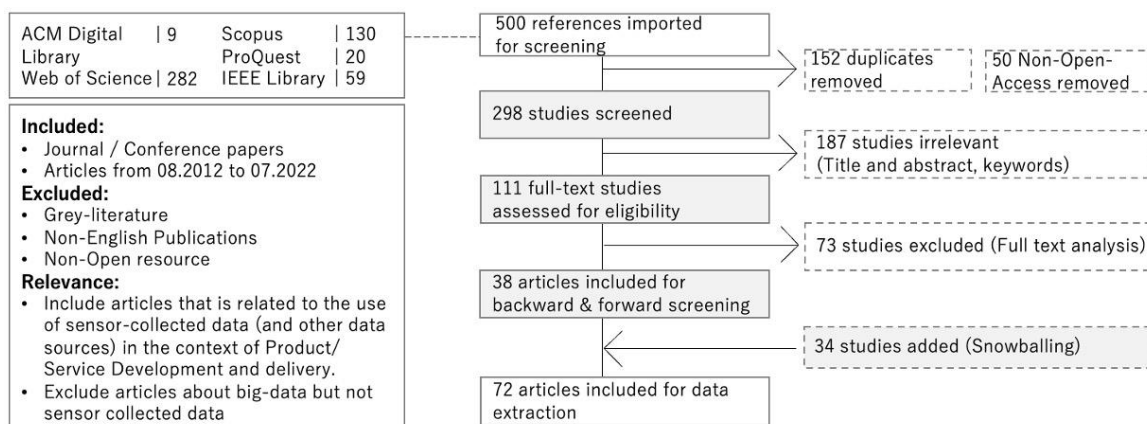 ACM Digital | 9 Scopus | 130
Library ProQuest | 20
Web of Science | 282 IEEE Library | 59
Included:
• Journal / Conference papers
• Articles from 08.2012 to 07.2022
Excluded:
• Grey-literature
• Non-English Publications
• Non-Open resource
Relevance:
• Include articles that is related to the use
of sensor-collected data (and other data
sources) in the context of Product/
Service Development and delivery.
• Exclude articles about big-data but not
sensor collected data
500 references imported
for screening
152 duplicates
removed
50 Non-Open-
Access removed
298 studies screened
187 studies irrelevant
(Title and abstract, keywords)
111 full-text studies
assessed for eligibility
73 studies excluded (Full text analysis)
38 articles included for
backward & forward screening
34 studies added (Snowballing)
72 articles included for data
extraction